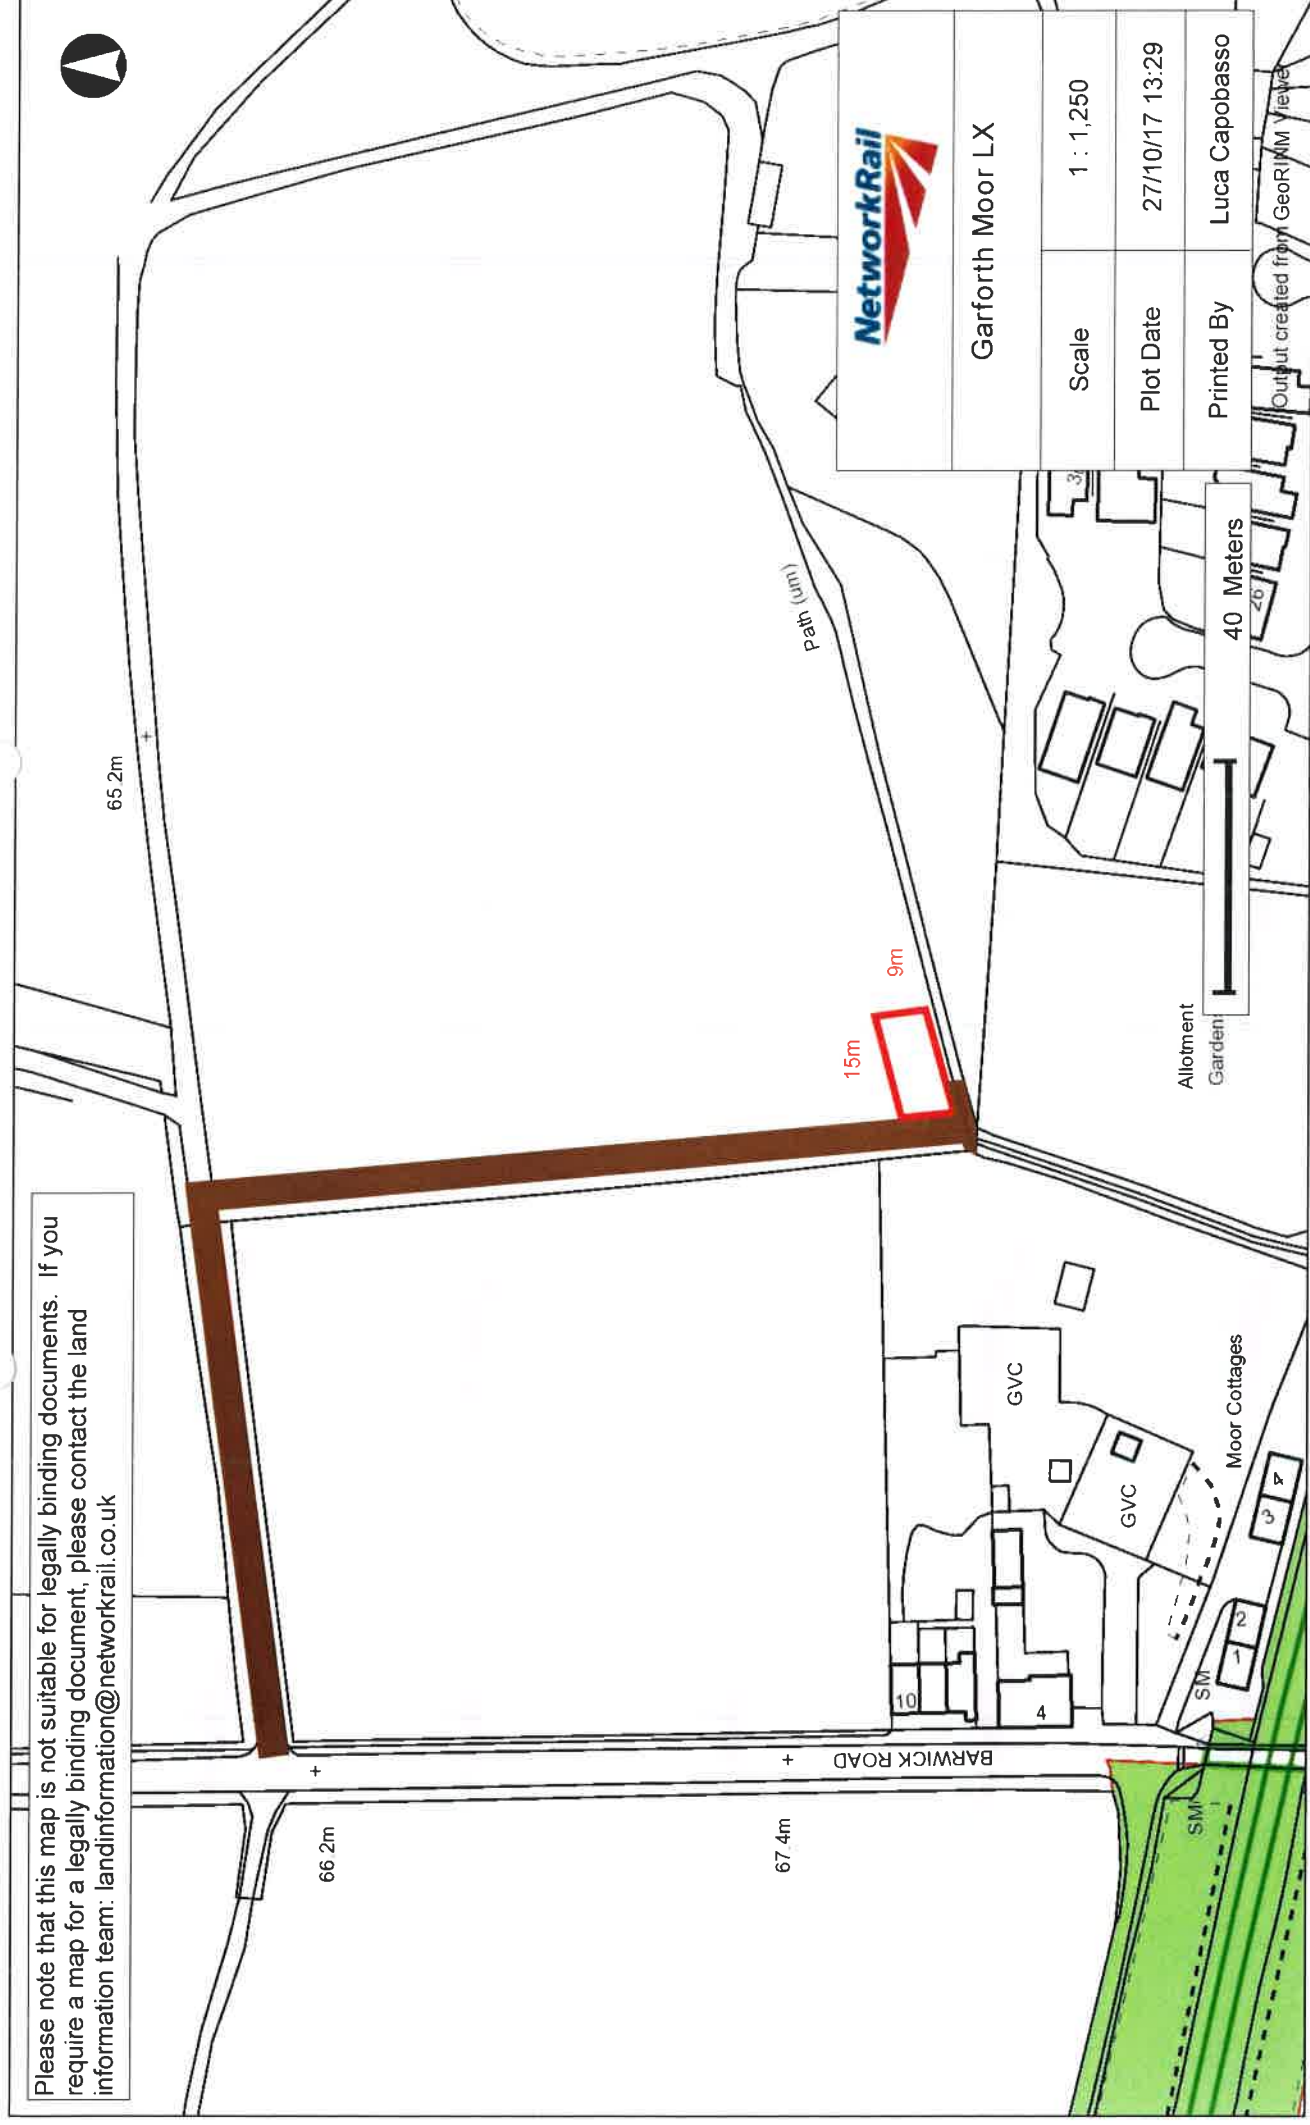 Please note that this map is not suitable for legally binding documents. If you
require a map for a legally binding document, please contact the land
information team: landinformation@networkrail.co.uk
65.2m
66.2m
67.4m
BARWICK ROAD
Path (um)
15m
9m
10
4
GVC
GVC
Moor Cottages
1
2
3
4
SM
SM
Allotment
Gardens
26
40 Meters
NetworkRail
Garforth Moor LX
Scale
1 : 1,250
Plot Date
27/10/17 13:29
Printed By
Luca Capobasso
Output created from GeoRINM Viewer